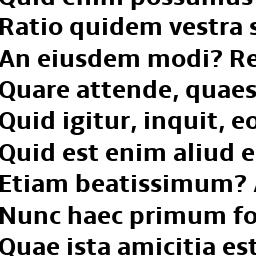 Quid enim possumus
Ratio quidem vestra s
An eiusdem modi? Re
Quare attende, quaes
Quid igitur, inquit, eo
Quid est enim aliud e
Etiam beatissimum?
Nunc haec primum fo
Quae ista amicitia est